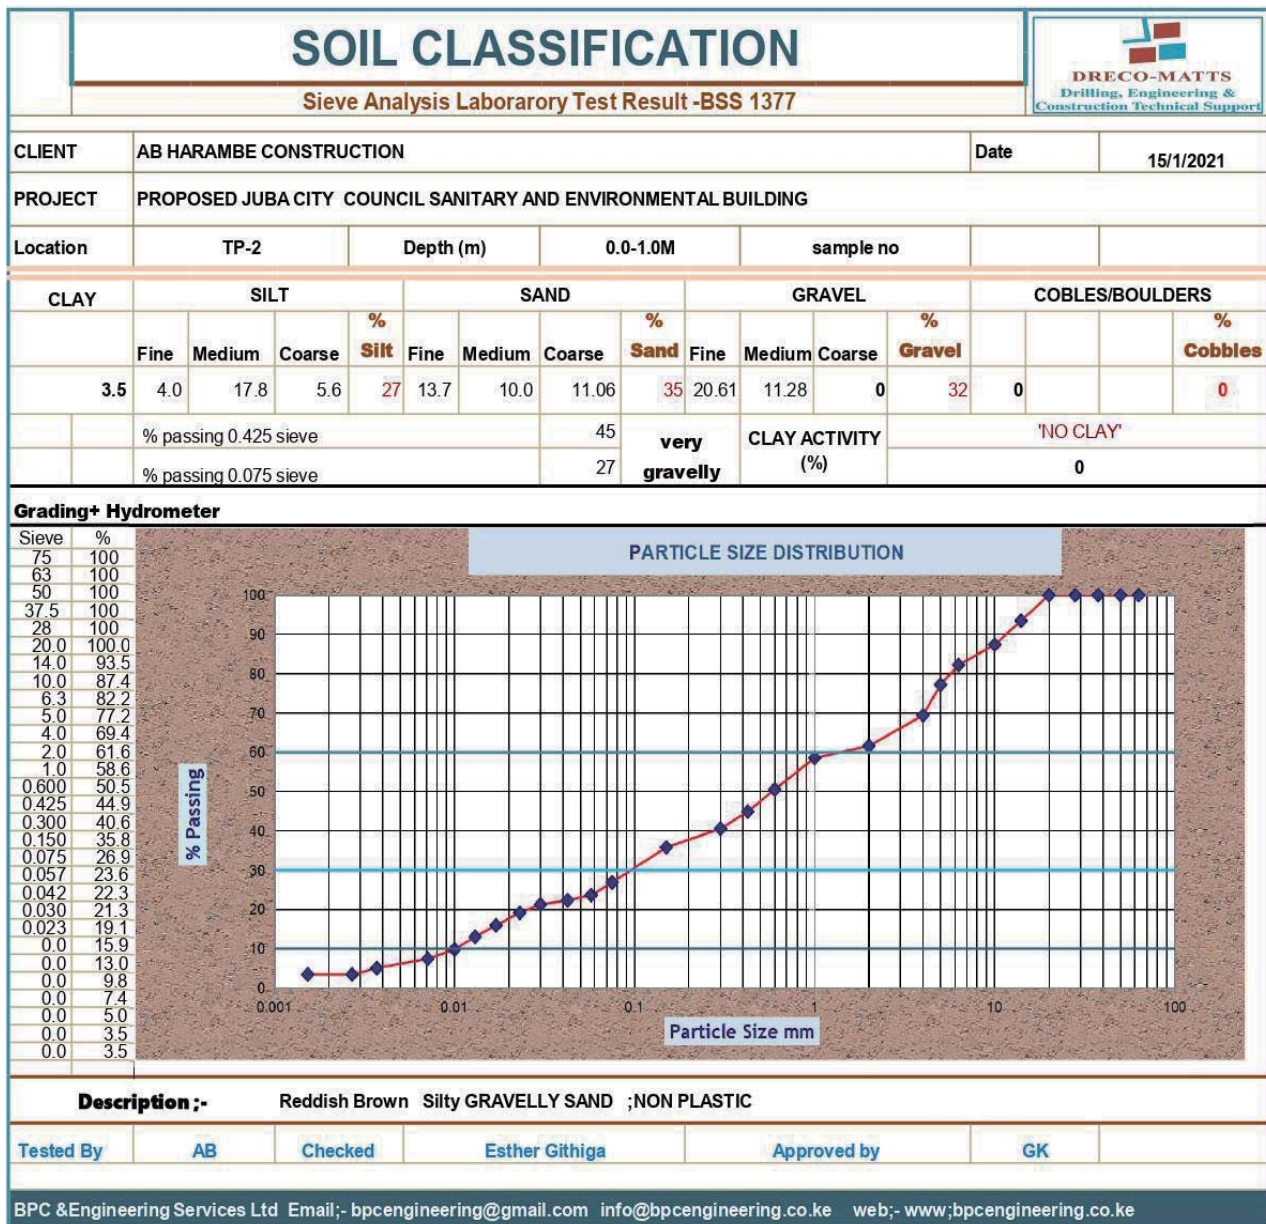 SOIL CLASSIFICATION
Sieve Analysis Laborarory Test Result -BSS 1377
DRECO-MATTS
Drilling, Engineering &
Construction Technical Support
CLIENT AB HARAMBE CONSTRUCTION Date 15/1/2021
PROJECT PROPOSED JUBA CITY COUNCIL SANITARY AND ENVIRONMENTAL BUILDING
Location TP-2 Depth (m) 0.0-1.0M sample no
CLAY SILT SAND GRAVEL COBLES/BOULDERS
Fine Medium Coarse % Silt Fine Medium Coarse % Sand Fine Medium Coarse % Gravel % Cobbles
3.5 4.0 17.8 5.6 27 13.7 10.0 11.06 35 20.61 11.28 0 32 0 0
% passing 0.425 sieve 45 very gravelly CLAY ACTIVITY (%) 'NO CLAY'
% passing 0.075 sieve 27 0
Grading+ Hydrometer
Sieve %
75 100
63 100
50 100
37.5 100
28 100
20.0 100.0
14.0 93.5
10.0 87.4
6.3 82.2
5.0 77.2
4.0 69.4
2.0 61.6
1.0 58.6
0.600 50.5
0.425 44.9
0.300 40.6
0.150 35.8
0.075 26.9
0.057 23.6
0.042 22.3
0.030 21.3
0.023 19.1
0.0 15.9
0.0 13.0
0.0 9.8
0.0 7.4
0.0 5.0
0.0 3.5
0.0 3.5
PARTICLE SIZE DISTRIBUTION
100
90
80
70
60
50
40
30
20
10
0
% Passing
0.001 0.01 0.1 1 10 100
Particle Size mm
Description ;- Reddish Brown Silty GRAVELLY SAND ;NON PLASTIC
Tested By AB Checked Esther Githiga Approved by GK
BPC &Engineering Services Ltd Email;- bpcengineering@gmail.com info@bpcengineering.co.ke web;- www;bpcengineering.co.ke